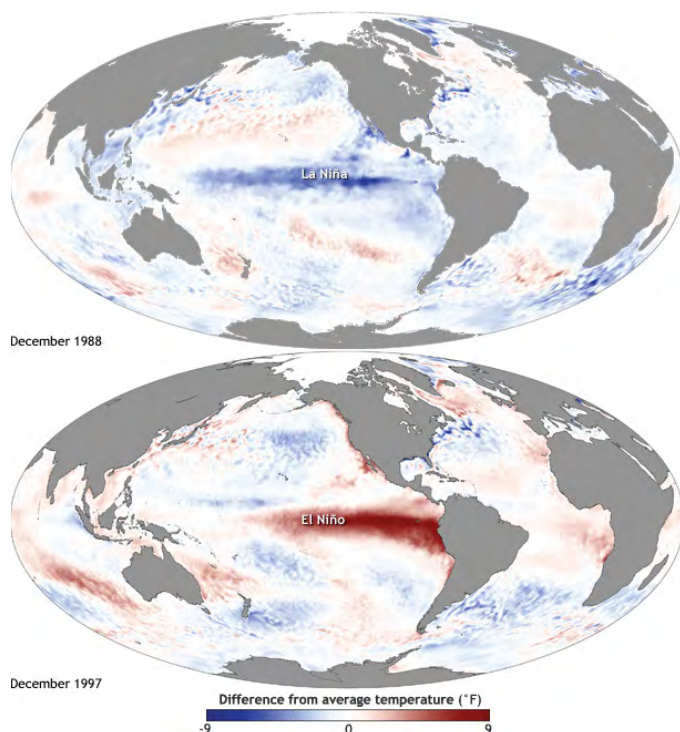 La Niña
December 1988
El Niño
December 1997
Difference from average temperature (°F)
-9 0 9